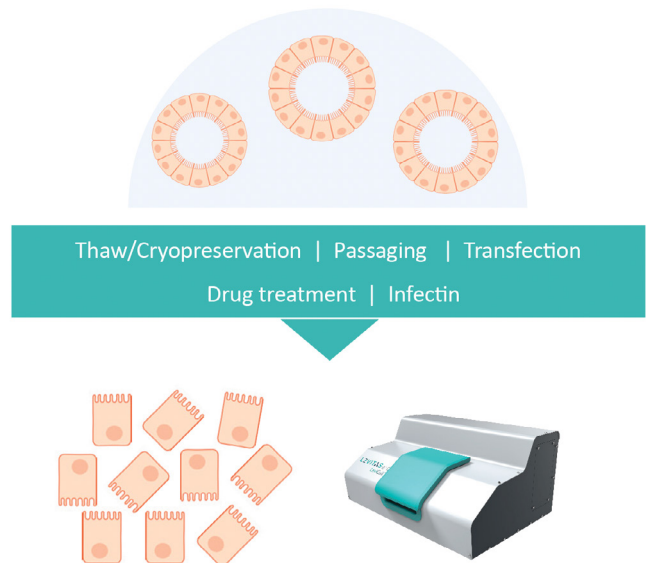 Thaw/Cryopreservation | Passaging | Transfection
Drug treatment | Infectin